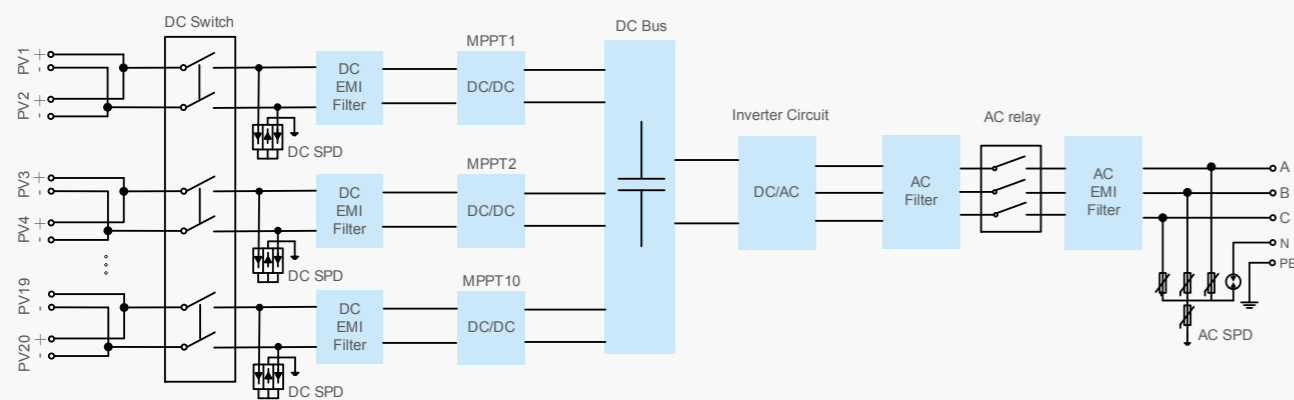 DC Switch
DC Bus
MPPT1
PV1 + -
PV2 + -
DC
EMI
Filter
DC/DC
DC SPD
Inverter Circuit
AC relay
MPPT2
PV3 + -
PV4 + -
DC
EMI
Filter
DC/DC
DC SPD
DC/AC
AC
Filter
AC
EMI
Filter
A
B
C
N
PE
MPPT10
PV19 + -
PV20 + -
DC
EMI
Filter
DC/DC
DC SPD
AC SPD